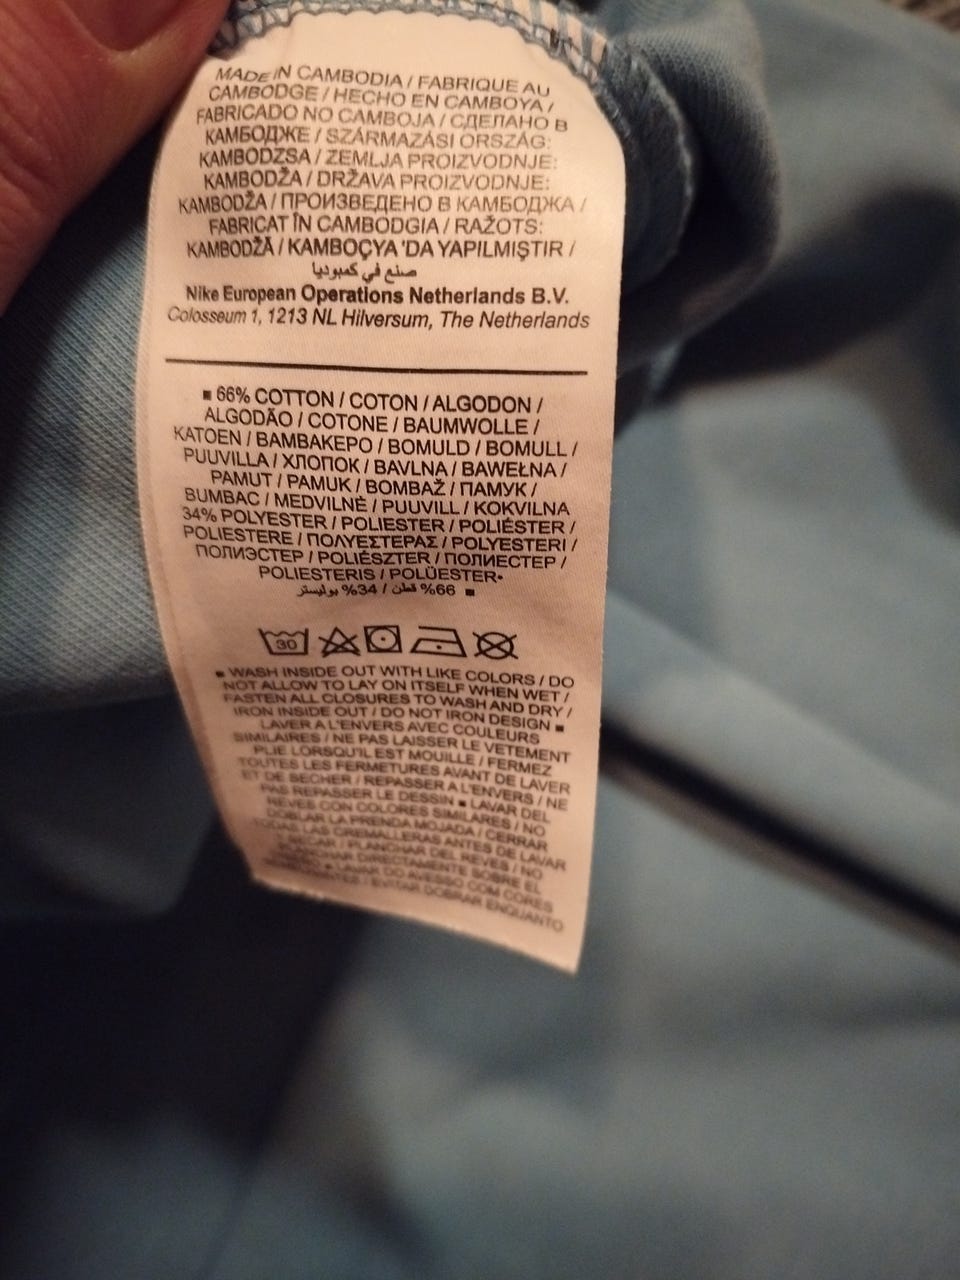 MADE IN CAMBODIA / FABRIQUE AU
CAMBODGE / HECHO EN CAMBOYA /
FABRICADO NO CAMBOJA / СДЕЛАНО В
КАМБОДЖЕ / SZÁRMAZÁSI ORSZÁG:
KAMBODZSA / ZEMLJA PROIZVODNJE:
KAMBODŽA / DRŽAVA PROIZVODNJE:
KAMBODŽA / ПРОИЗВЕДЕНО В КАМБОДЖА /
FABRICAT ÎN CAMBODGIA / RAŽOTS:
KAMBODŽĀ / KAMBOÇYA 'DA YAPILMIŞTIR /
صنع في كمبوديا
Nike European Operations Netherlands B.V.
Colosseum 1, 1213 NL Hilversum, The Netherlands
■ 66% COTTON / COTON / ALGODON /
ALGODÃO / COTONE / BAUMWOLLE /
KATOEN / ΒΑΜΒΑΚΕΡΟ / BOMULD / BOMULL /
PUUVILLA / ХЛОПОК / BAVLNA / BAWEŁNA /
PAMUT / PAMUK / BOMBAŽ / ПАМУК /
BUMBAC / MEDVILNĖ / PUUVILL / KOKVILNA
34% POLYESTER / POLIESTER / POLIÉSTER /
POLIESTERE / ΠΟΛΥΕΣΤΕΡΑΣ / POLYESTERI /
ПОЛИЭСТЕР / POLIÉSZTER / ПОЛИЕСТЕР /
POLIESTERIS / POLÜESTER•
■ 66% قطن / 34% بوليستر
30
■ WASH INSIDE OUT WITH LIKE COLORS / DO
NOT ALLOW TO LAY ON ITSELF WHEN WET /
FASTEN ALL CLOSURES TO WASH AND DRY /
IRON INSIDE OUT / DO NOT IRON DESIGN ■
LAVER A L'ENVERS AVEC COULEURS
SIMILAIRES / NE PAS LAISSER LE VETEMENT
PLIE LORSQU'IL EST MOUILLE / FERMEZ
TOUTES LES FERMETURES AVANT DE LAVER
ET DE SECHER / REPASSER A L'ENVERS / NE
PAS REPASSER LE DESSIN ■ LAVAR DEL
REVES CON COLORES SIMILARES / NO
DOBLAR LA PRENDA MOJADA / CERRAR
TODAS LAS CREMALLERAS ANTES DE LAVAR
/ PLANCHAR DEL REVES / NO
DIRECTAMENTE SOBRE EL
LAVAR DO AVESSO COM CORES
/ EVITAR DOBRAR ENQUANTO